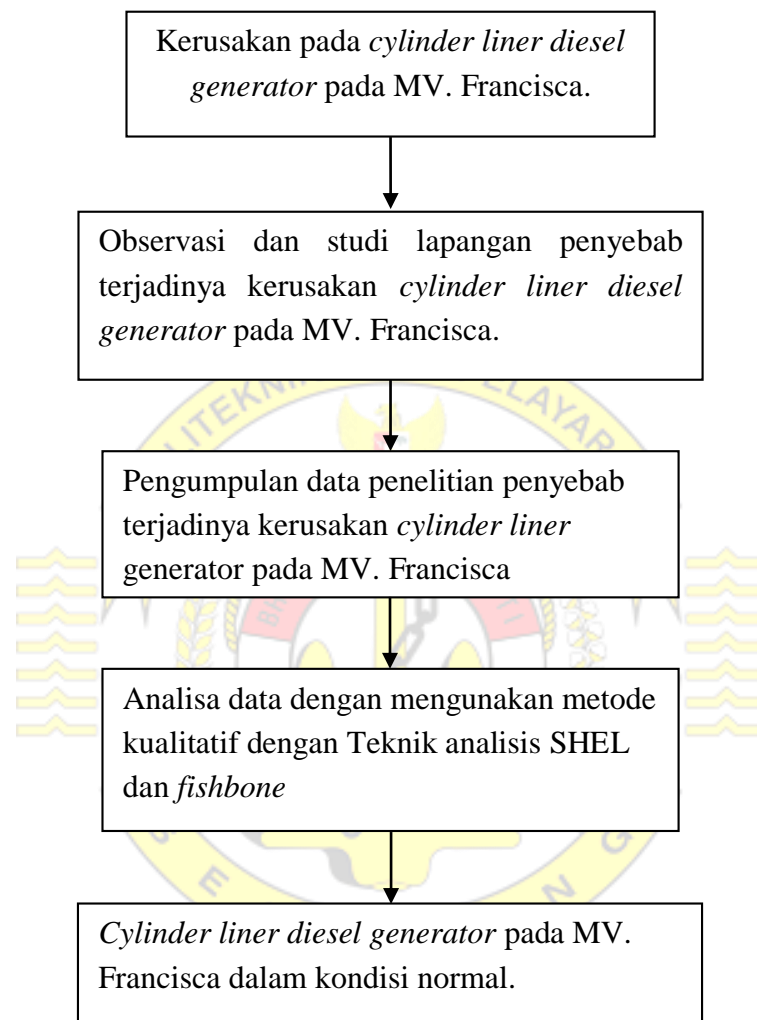 Kerusakan pada cylinder liner diesel
generator pada MV. Francisca.
Observasi dan studi lapangan penyebab
terjadinya kerusakan cylinder liner diesel
generator pada MV. Francisca.
Pengumpulan data penelitian penyebab
terjadinya kerusakan cylinder liner
generator pada MV. Francisca
Analisa data dengan mengunakan metode
kualitatif dengan Teknik analisis SHEL
dan fishbone
Cylinder liner diesel generator pada MV.
Francisca dalam kondisi normal.